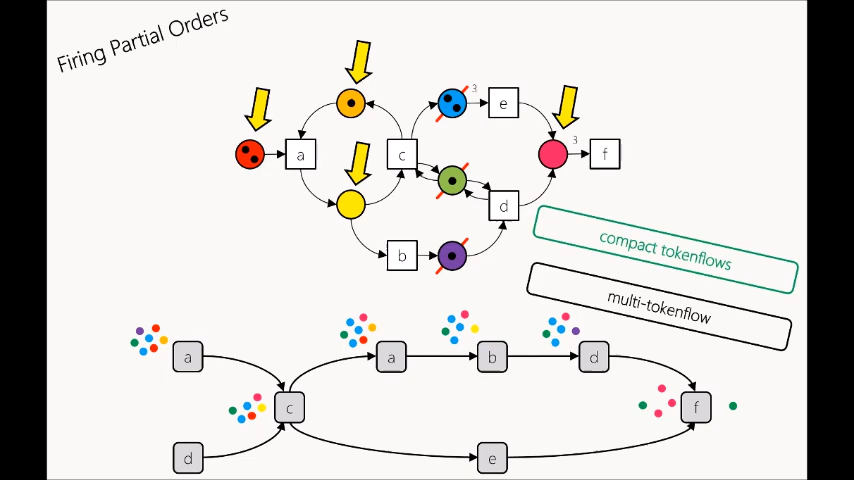 Firing Partial Orders
3
e
a
c
3
f
d
b
compact tokenflows
multi-tokenflow
a
a
b
d
c
f
d
e